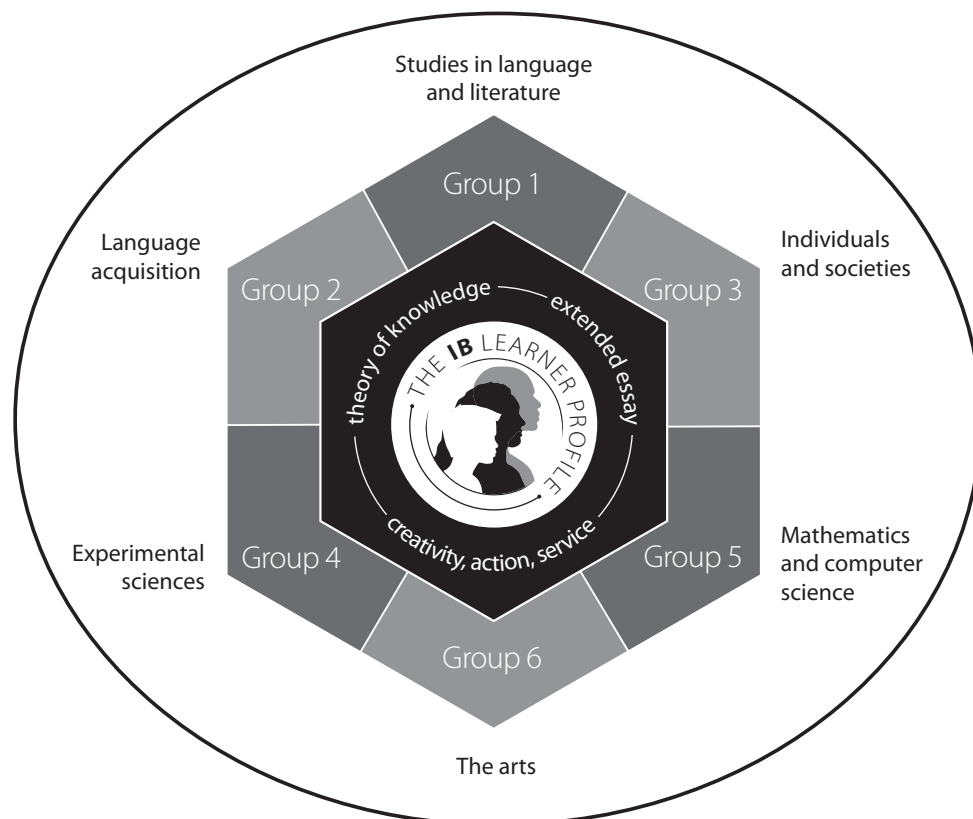 Studies in language
and literature
Group 1
Language
acquisition
Group 2
Individuals
and societies
Group 3
theory of knowledge
extended essay
THE IB LEARNER PROFILE
creativity, action, service
Experimental
sciences
Group 4
Mathematics
and computer
science
Group 5
Group 6
The arts